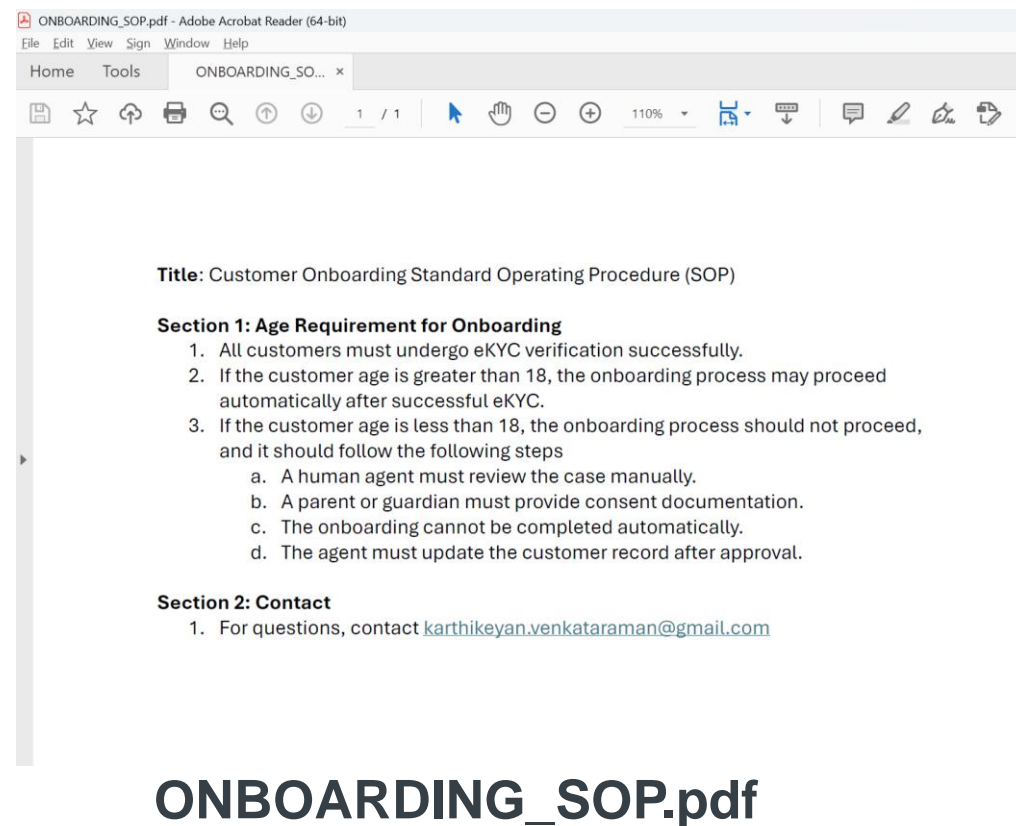 ONBOARDING_SOP.pdf - Adobe Acrobat Reader (64-bit)
File Edit View Sign Window Help
Home Tools ONBOARDING_SO... ×
1 / 1 110%
Title: Customer Onboarding Standard Operating Procedure (SOP)
Section 1: Age Requirement for Onboarding
1. All customers must undergo eKYC verification successfully.
2. If the customer age is greater than 18, the onboarding process may proceed
automatically after successful eKYC.
3. If the customer age is less than 18, the onboarding process should not proceed,
and it should follow the following steps
a. A human agent must review the case manually.
b. A parent or guardian must provide consent documentation.
c. The onboarding cannot be completed automatically.
d. The agent must update the customer record after approval.
Section 2: Contact
1. For questions, contact karthikeyan.venkataraman@gmail.com
ONBOARDING_SOP.pdf